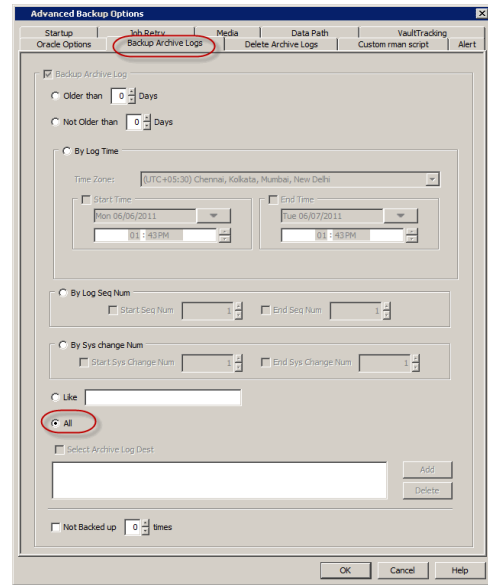 Advanced Backup Options
Startup Job Retry Media Data Path VaultTracking
Oracle Options Backup Archive Logs Delete Archive Logs Custom rman script Alert
Backup Archive Log
Older than 0 Days
Not Older than 0 Days
By Log Time
Time Zone: (UTC+05:30) Chennai, Kolkata, Mumbai, New Delhi
Start Time End Time
Mon 06/06/2011 Tue 06/07/2011
01 : 43PM 01 : 43PM
By Log Seq Num
Start Seq Num 1 End Seq Num 1
By Sys change Num
Start Sys Change Num 1 End Sys Change Num 1
Like
All
Select Archive Log Dest
Add
Delete
Not Backed up 0 times
OK Cancel Help